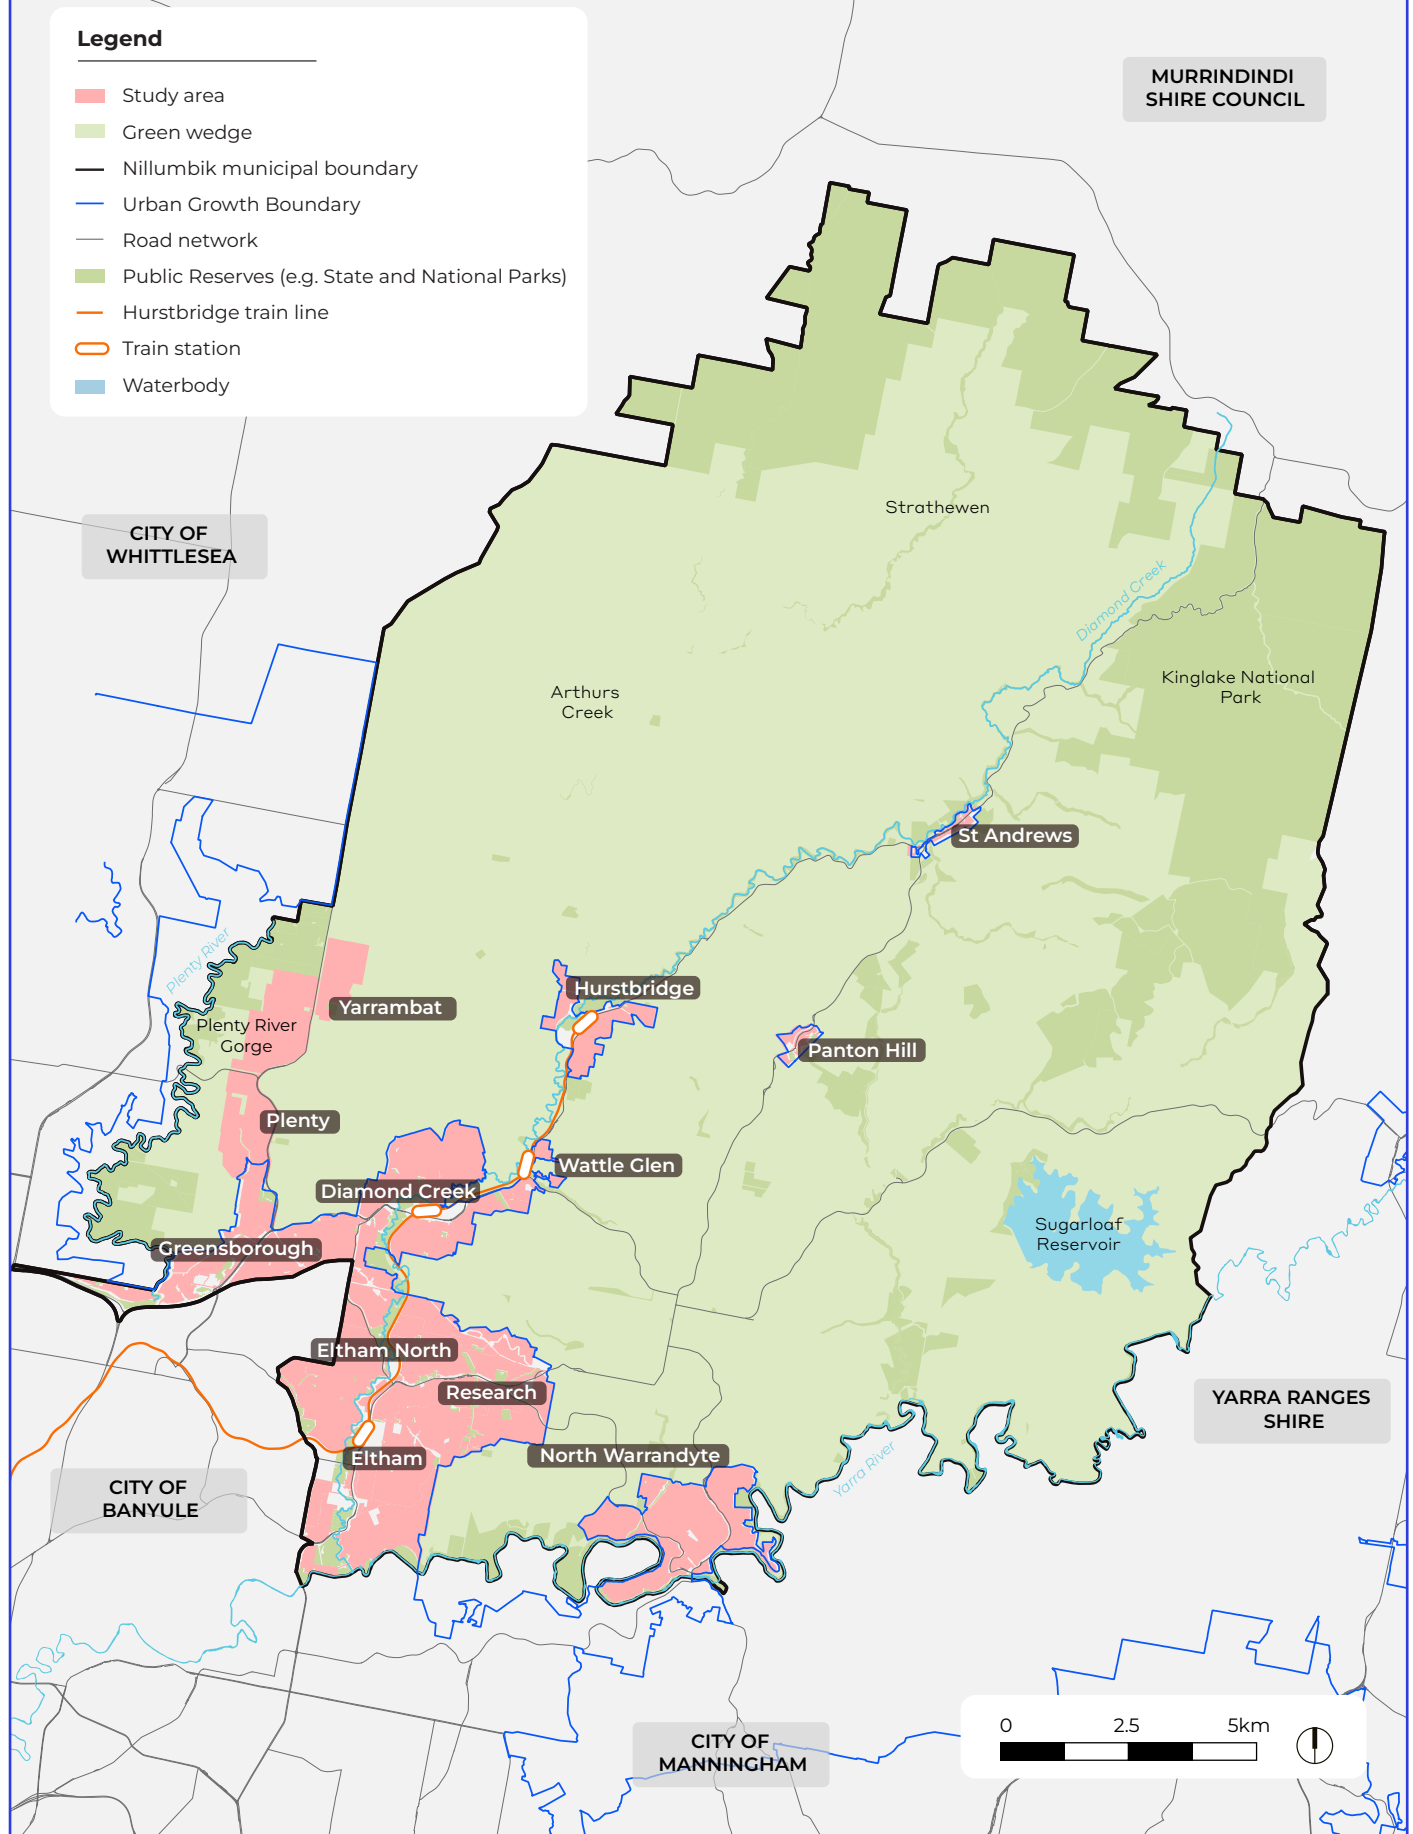 Legend
Study area
Green wedge
Nillumbik municipal boundary
Urban Growth Boundary
Road network
Public Reserves (e.g. State and National Parks)
Hurstbridge train line
Train station
Waterbody
MURRINDINDI
SHIRE COUNCIL
CITY OF
WHITTLESEA
Strathewen
Diamond Creek
Kinglake National
Park
Arthurs
Creek
St Andrews
Plenty River
Hurstbridge
Yarrambat
Plenty River
Gorge
Panton Hill
Plenty
Wattle Glen
Diamond Creek
Sugarloaf
Reservoir
Greensborough
Eltham North
Research
YARRA RANGES
SHIRE
Eltham
North Warrandyte
Yarra River
CITY OF
BANYULE
CITY OF
MANNINGHAM
0 2.5 5km